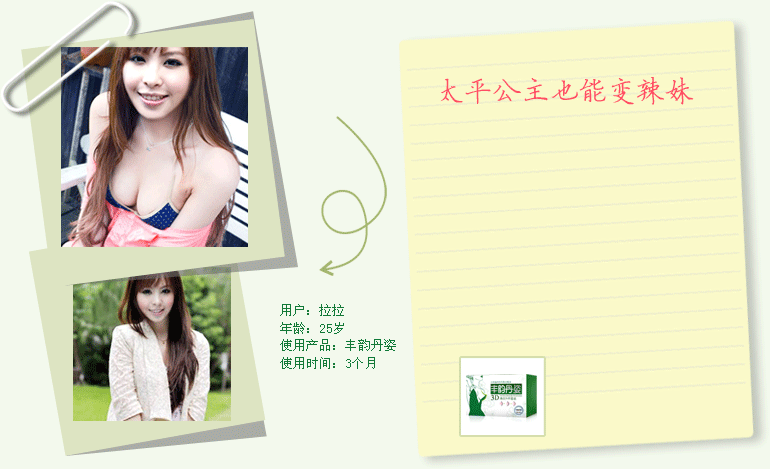 太平公主也能变辣妹
用户：拉拉
年龄：25岁
使用产品：丰韵丹姿
使用时间：3个月
丰韵丹姿
3D